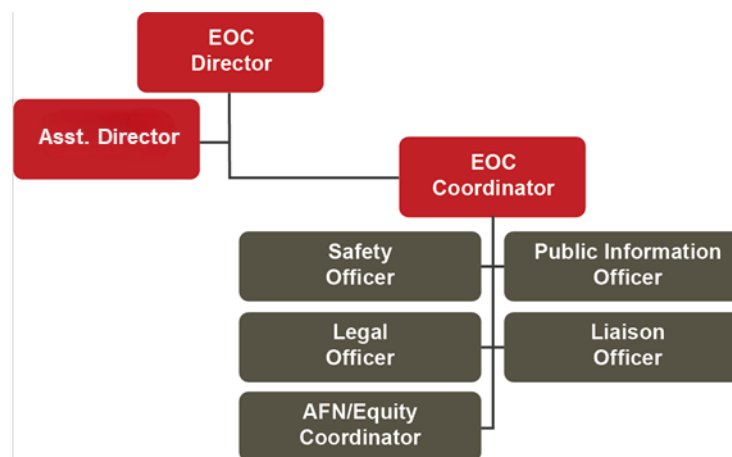 EOC
Director
Asst. Director
EOC
Coordinator
Safety
Officer
Public Information
Officer
Legal
Officer
Liaison
Officer
AFN/Equity
Coordinator